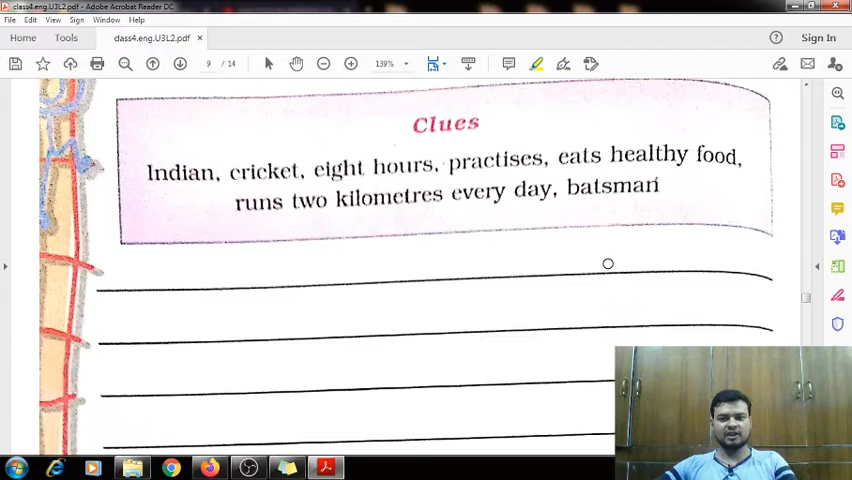 class4.eng.U3L2.pdf - Adobe Acrobat Reader DC
File Edit View Sign Window Help
Home Tools class4.eng.U3L2.pdf × Sign In
9 / 14 139%
Clues
Indian, cricket, eight hours, practises, eats healthy food,
runs two kilometres every day, batsman